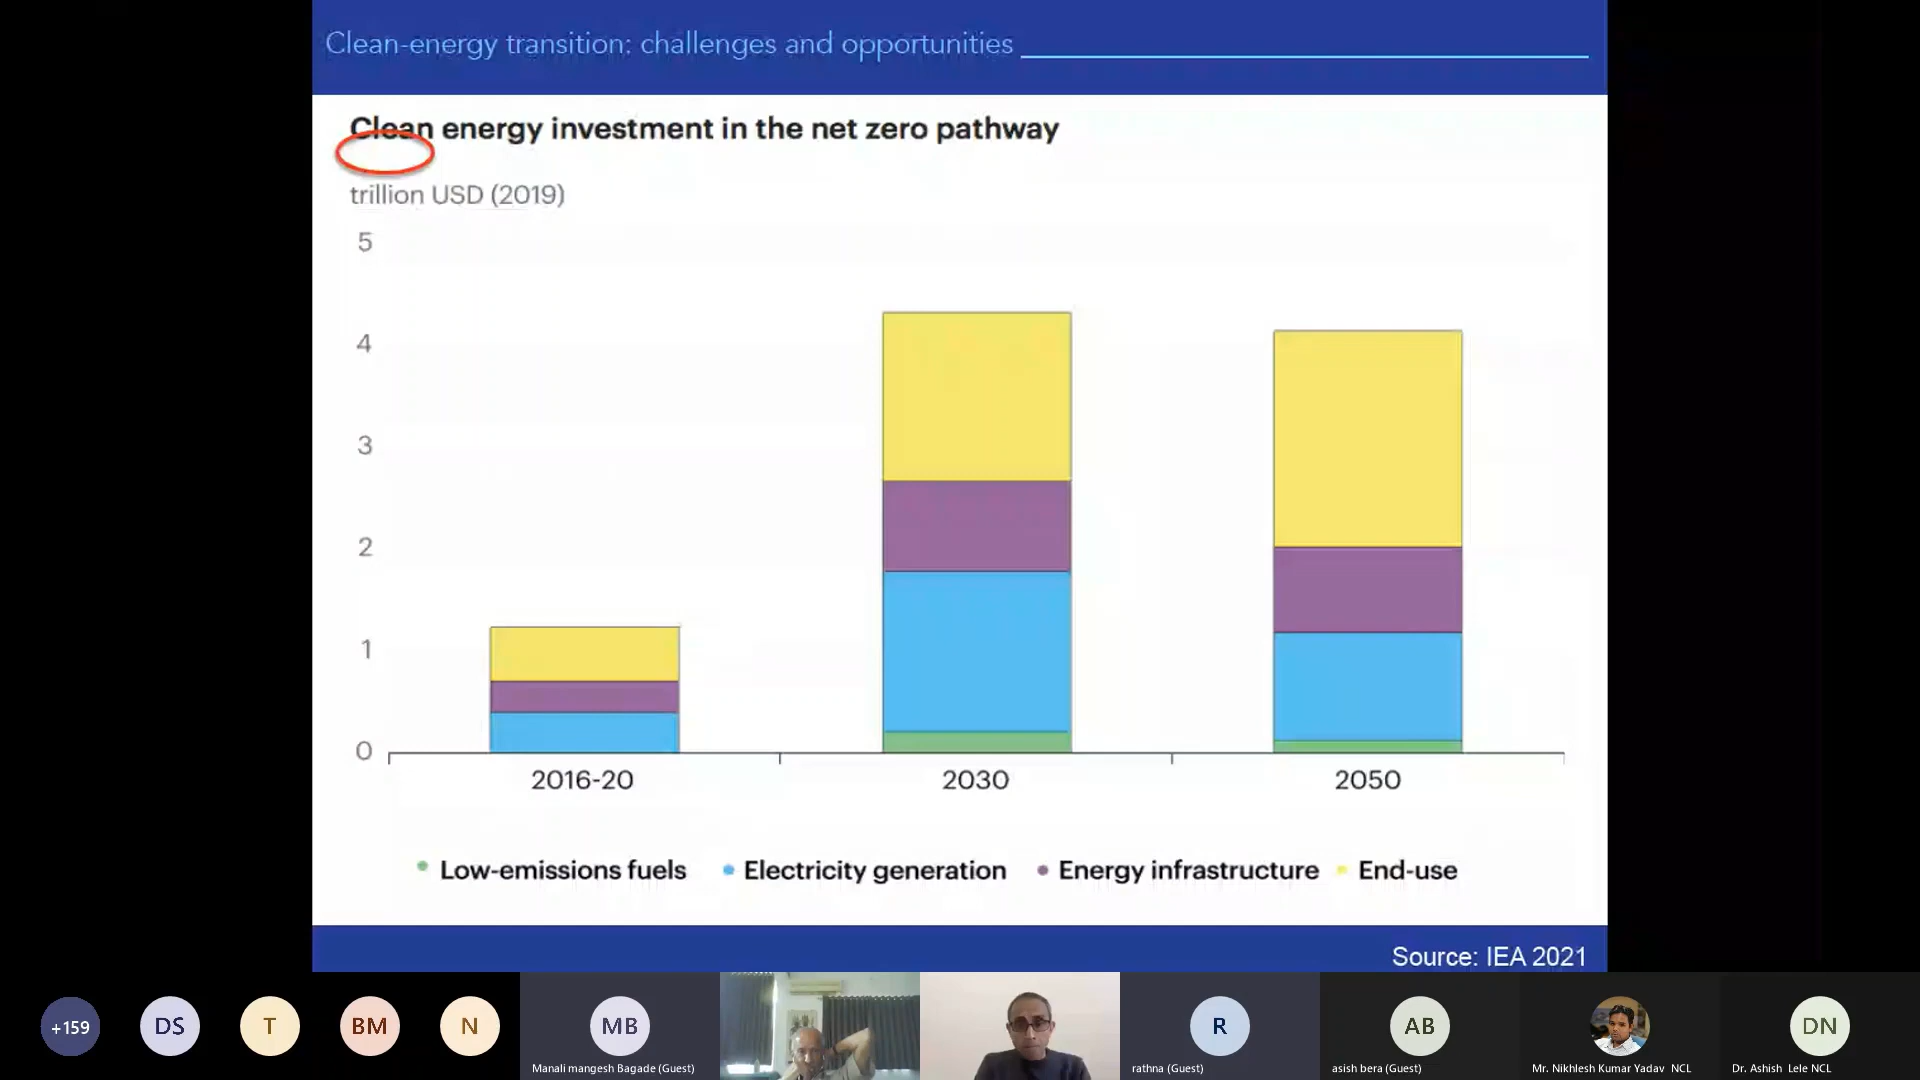 Clean-energy transition: challenges and opportunities
Clean energy investment in the net zero pathway
trillion USD (2019)
5
4
3
2
1
0
2016-20 2030 2050
Low-emissions fuels Electricity generation Energy infrastructure End-use
Source: IEA 2021
+159 DS T BM N MB R AB DN
Manali mangesh Bagade (Guest) rathna (Guest) asish bera (Guest) Mr. Nikhlesh Kumar Yadav NCL Dr. Ashish Lele NCL